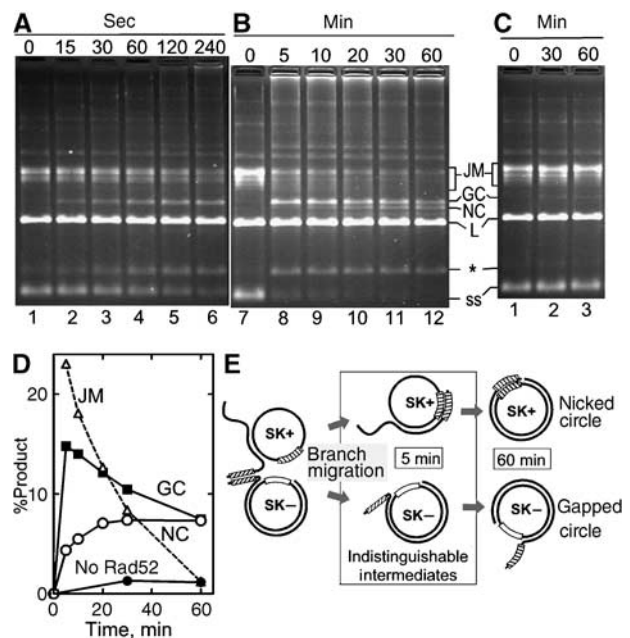 A
Sec
0 15 30 60 120 240
1 2 3 4 5 6
B
Min
0 5 10 20 30 60
7 8 9 10 11 12
JM
GC
NC
L
*
ss
C
Min
0 30 60
1 2 3
D
%Product
20
10
0
JM
GC
NC
No Rad52
0 20 40 60
Time, min
E
SK+
SK+
SK+
Nicked
circle
Branch
migration
5 min
60 min
SK−
SK−
SK−
Gapped
circle
Indistinguishable
intermediates